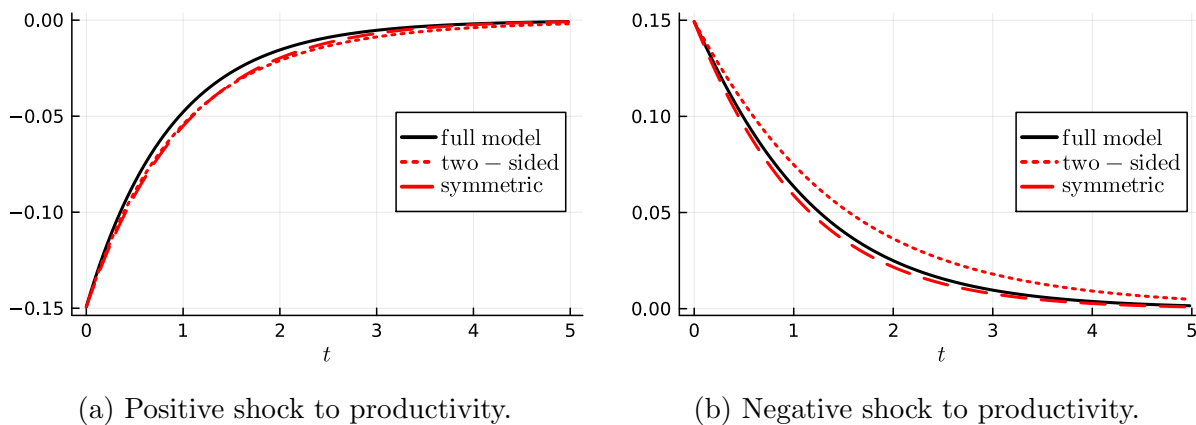 0.00
−0.05
−0.10
−0.15
0 1 2 3 4 5
t
full model
two − sided
symmetric
(a) Positive shock to productivity.
0.15
0.10
0.05
0.00
0 1 2 3 4 5
t
full model
two − sided
symmetric
(b) Negative shock to productivity.